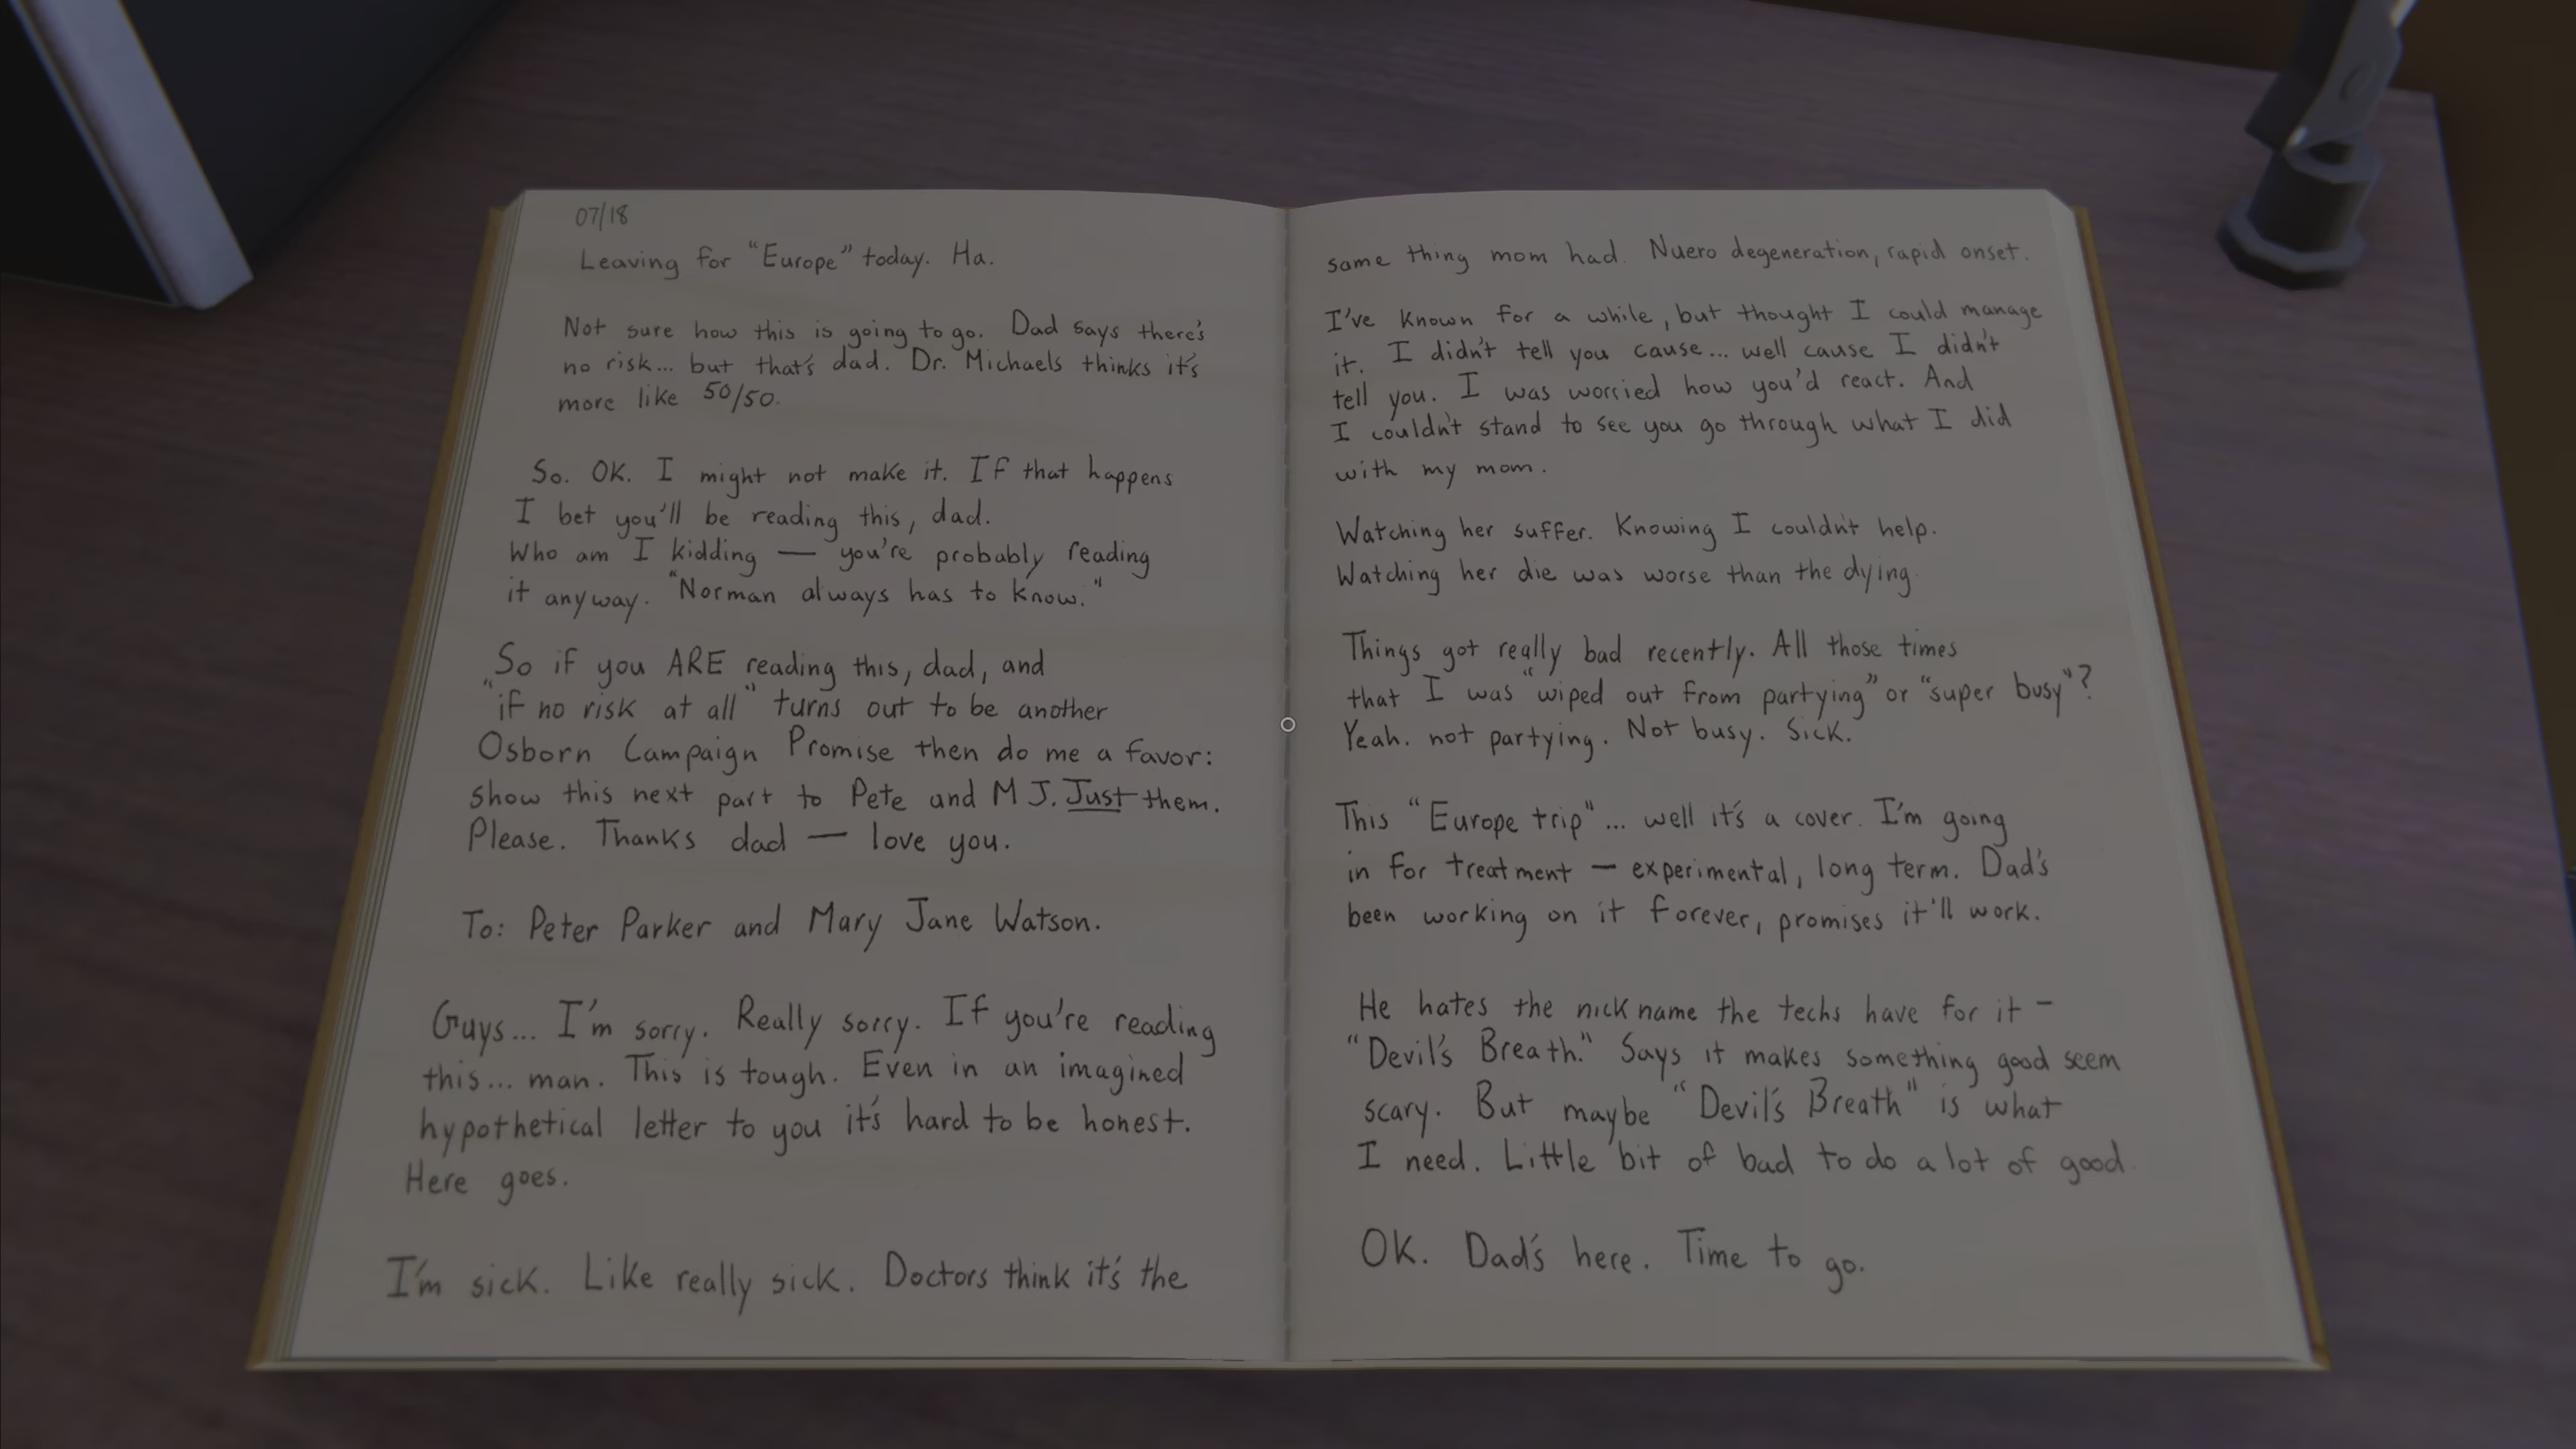 07/18
Leaving for "Europe" today. Ha.
Not sure how this is going to go. Dad says there's
no risk... but that's dad. Dr. Michaels thinks it's
more like 50/50.
So. OK. I might not make it. If that happens
I bet you'll be reading this, dad.
Who am I kidding — you're probably reading
it anyway. "Norman always has to know."
So if you ARE reading this, dad, and
"if no risk at all" turns out to be another
Osborn Campaign Promise then do me a favor:
show this next part to Pete and MJ. Just them.
Please. Thanks dad — love you.
To: Peter Parker and Mary Jane Watson.
Guys... I'm sorry. Really sorry. If you're reading
this... man. This is tough. Even in an imagined
hypothetical letter to you it's hard to be honest.
Here goes.
I'm sick. Like really sick. Doctors think it's the
same thing mom had. Nuero degeneration, rapid onset.
I've known for a while, but thought I could manage
it. I didn't tell you cause... well cause I didn't
tell you. I was worried how you'd react. And
I couldn't stand to see you go through what I did
with my mom.
Watching her suffer. Knowing I couldn't help.
Watching her die was worse than the dying.
Things got really bad recently. All those times
that I was "wiped out from partying" or "super busy"?
Yeah. not partying. Not busy. Sick.
This "Europe trip"... well it's a cover. I'm going
in for treatment — experimental, long term. Dad's
been working on it forever, promises it'll work.
He hates the nickname the techs have for it -
"Devil's Breath." Says it makes something good seem
scary. But maybe "Devil's Breath" is what
I need. Little bit of bad to do a lot of good.
OK. Dad's here. Time to go.